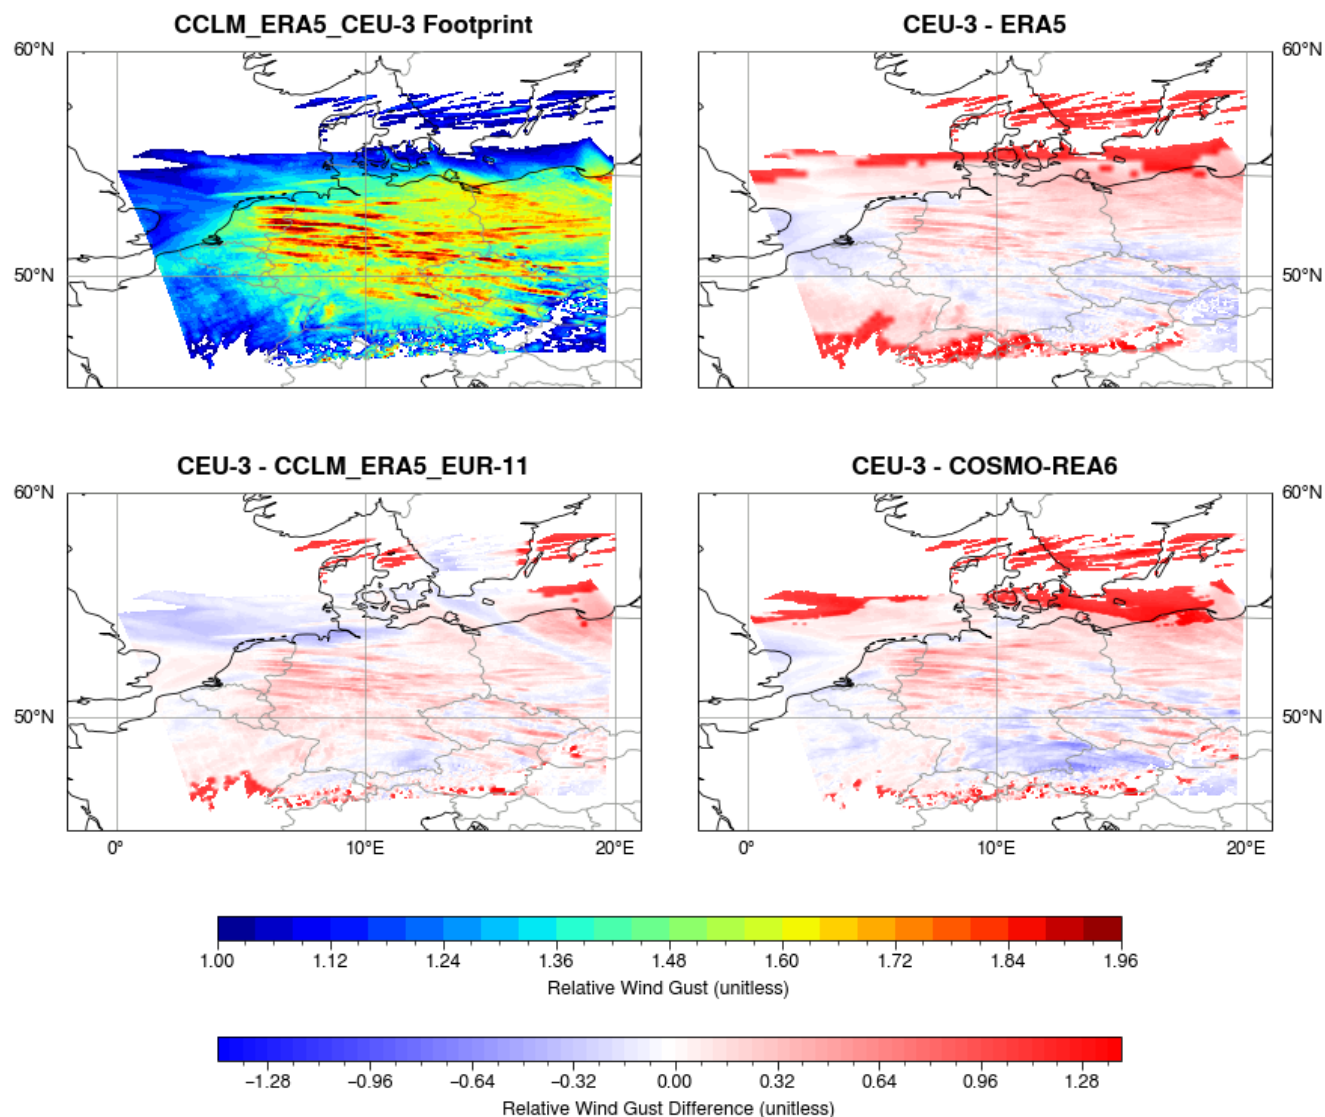 CCLM_ERA5_CEU-3 Footprint
CEU-3 - ERA5
60°N
60°N
50°N
50°N
CEU-3 - CCLM_ERA5_EUR-11
CEU-3 - COSMO-REA6
60°N
60°N
50°N
50°N
0°
10°E
20°E
0°
10°E
20°E
1.00 1.12 1.24 1.36 1.48 1.60 1.72 1.84 1.96
Relative Wind Gust (unitless)
−1.28 −0.96 −0.64 −0.32 0.00 0.32 0.64 0.96 1.28
Relative Wind Gust Difference (unitless)